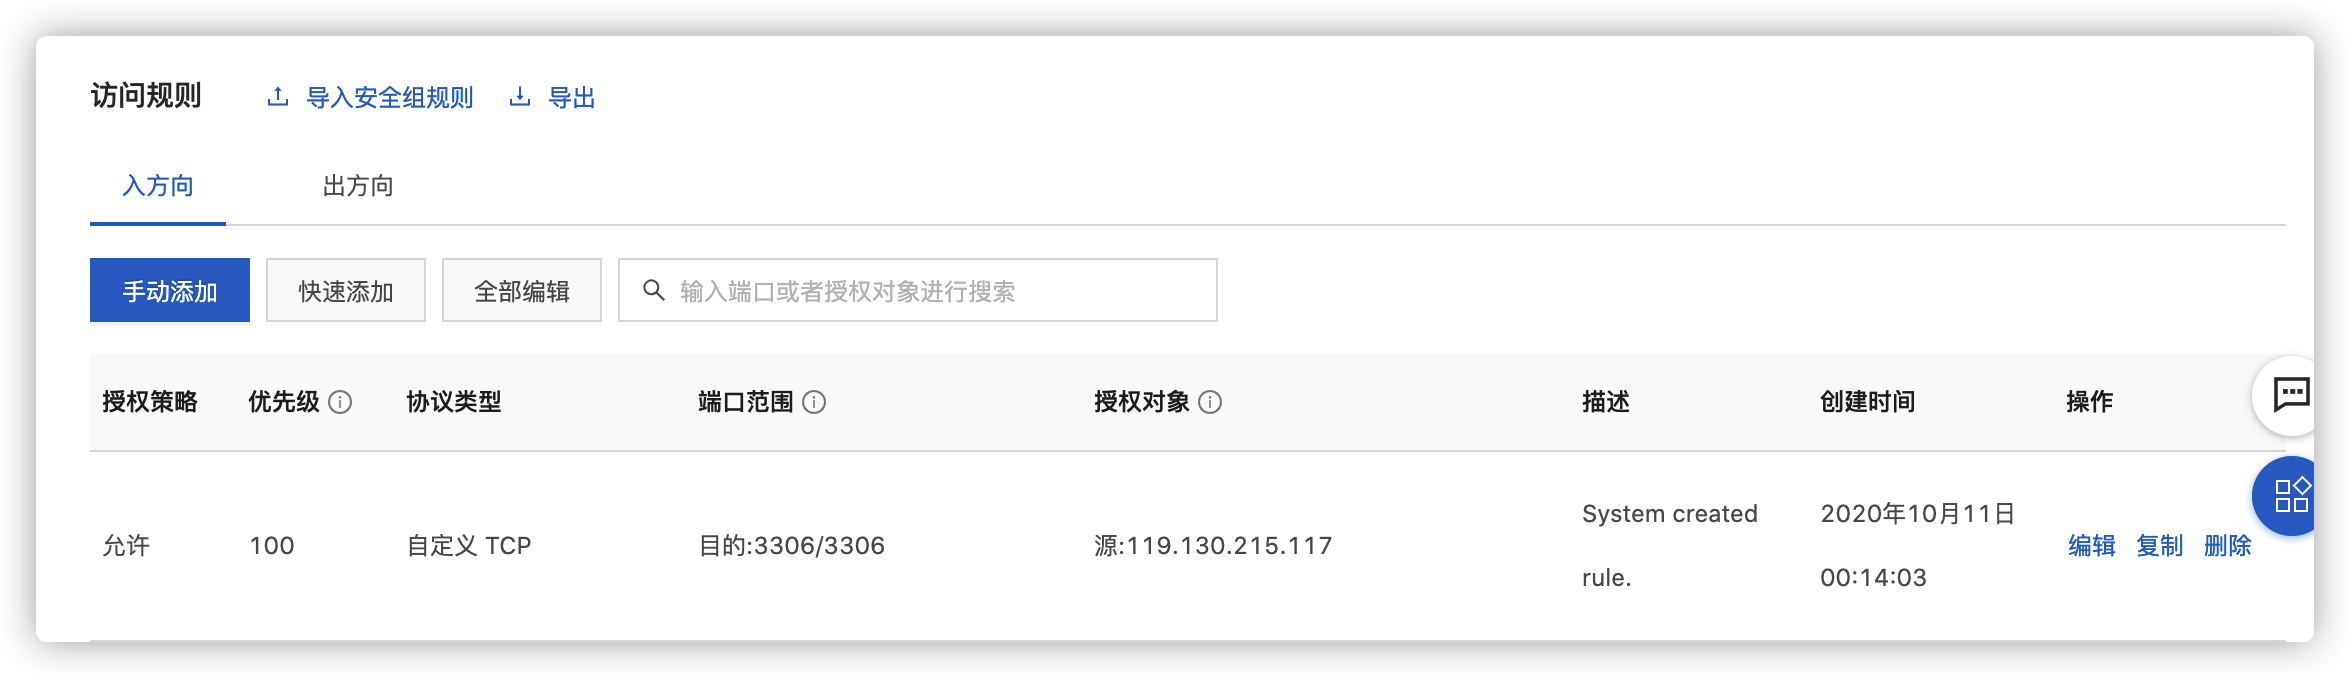 访问规则 导入安全组规则 导出
入方向 出方向
手动添加 快速添加 全部编辑 输入端口或者授权对象进行搜索
授权策略 优先级 协议类型 端口范围 授权对象 描述 创建时间 操作
允许 100 自定义 TCP 目的:3306/3306 源:119.130.215.117 System created rule. 2020年10月11日 00:14:03 编辑 复制 删除